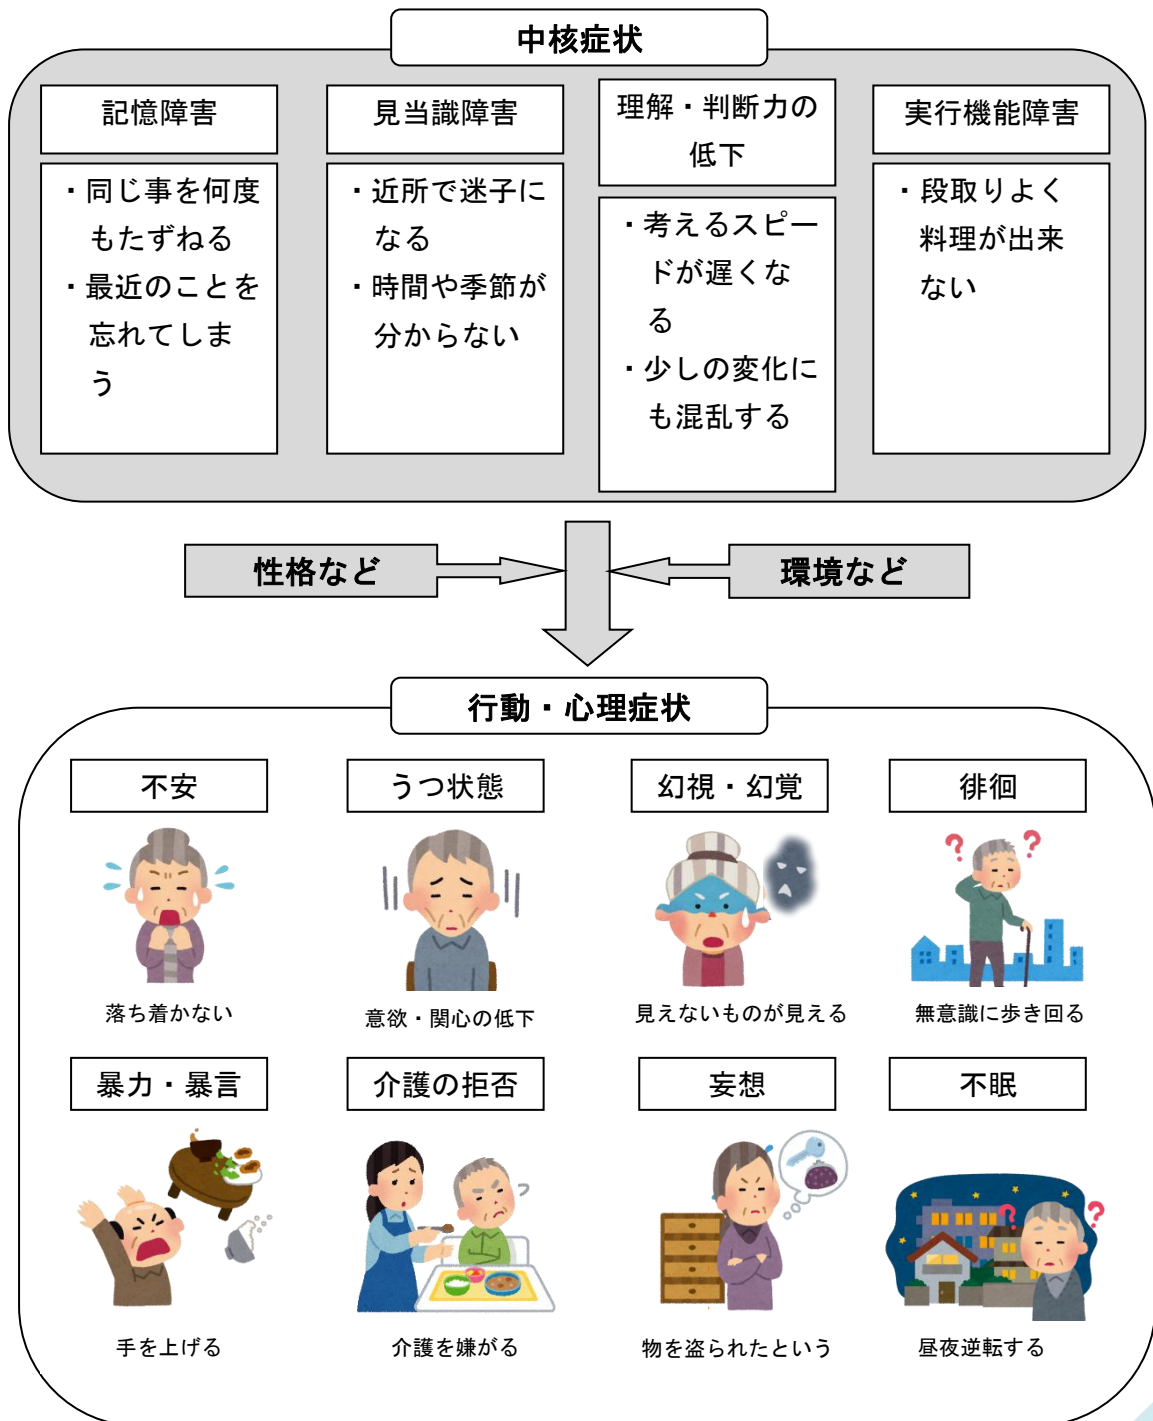 中核症状
記憶障害
・同じ事を何度
もたずねる
・最近のことを
忘れてしま
う
見当識障害
・近所で迷子に
なる
・時間や季節が
分からない
理解・判断力の
低下
・考えるスピー
ドが遅くな
る
・少しの変化に
も混乱する
実行機能障害
・段取りよく
料理が出来
ない
性格など
環境など
行動・心理症状
不安
落ち着かない
うつ状態
意欲・関心の低下
幻視・幻覚
見えないものが見える
徘徊
無意識に歩き回る
暴力・暴言
手を上げる
介護の拒否
介護を嫌がる
妄想
物を盗られたという
不眠
昼夜逆転する